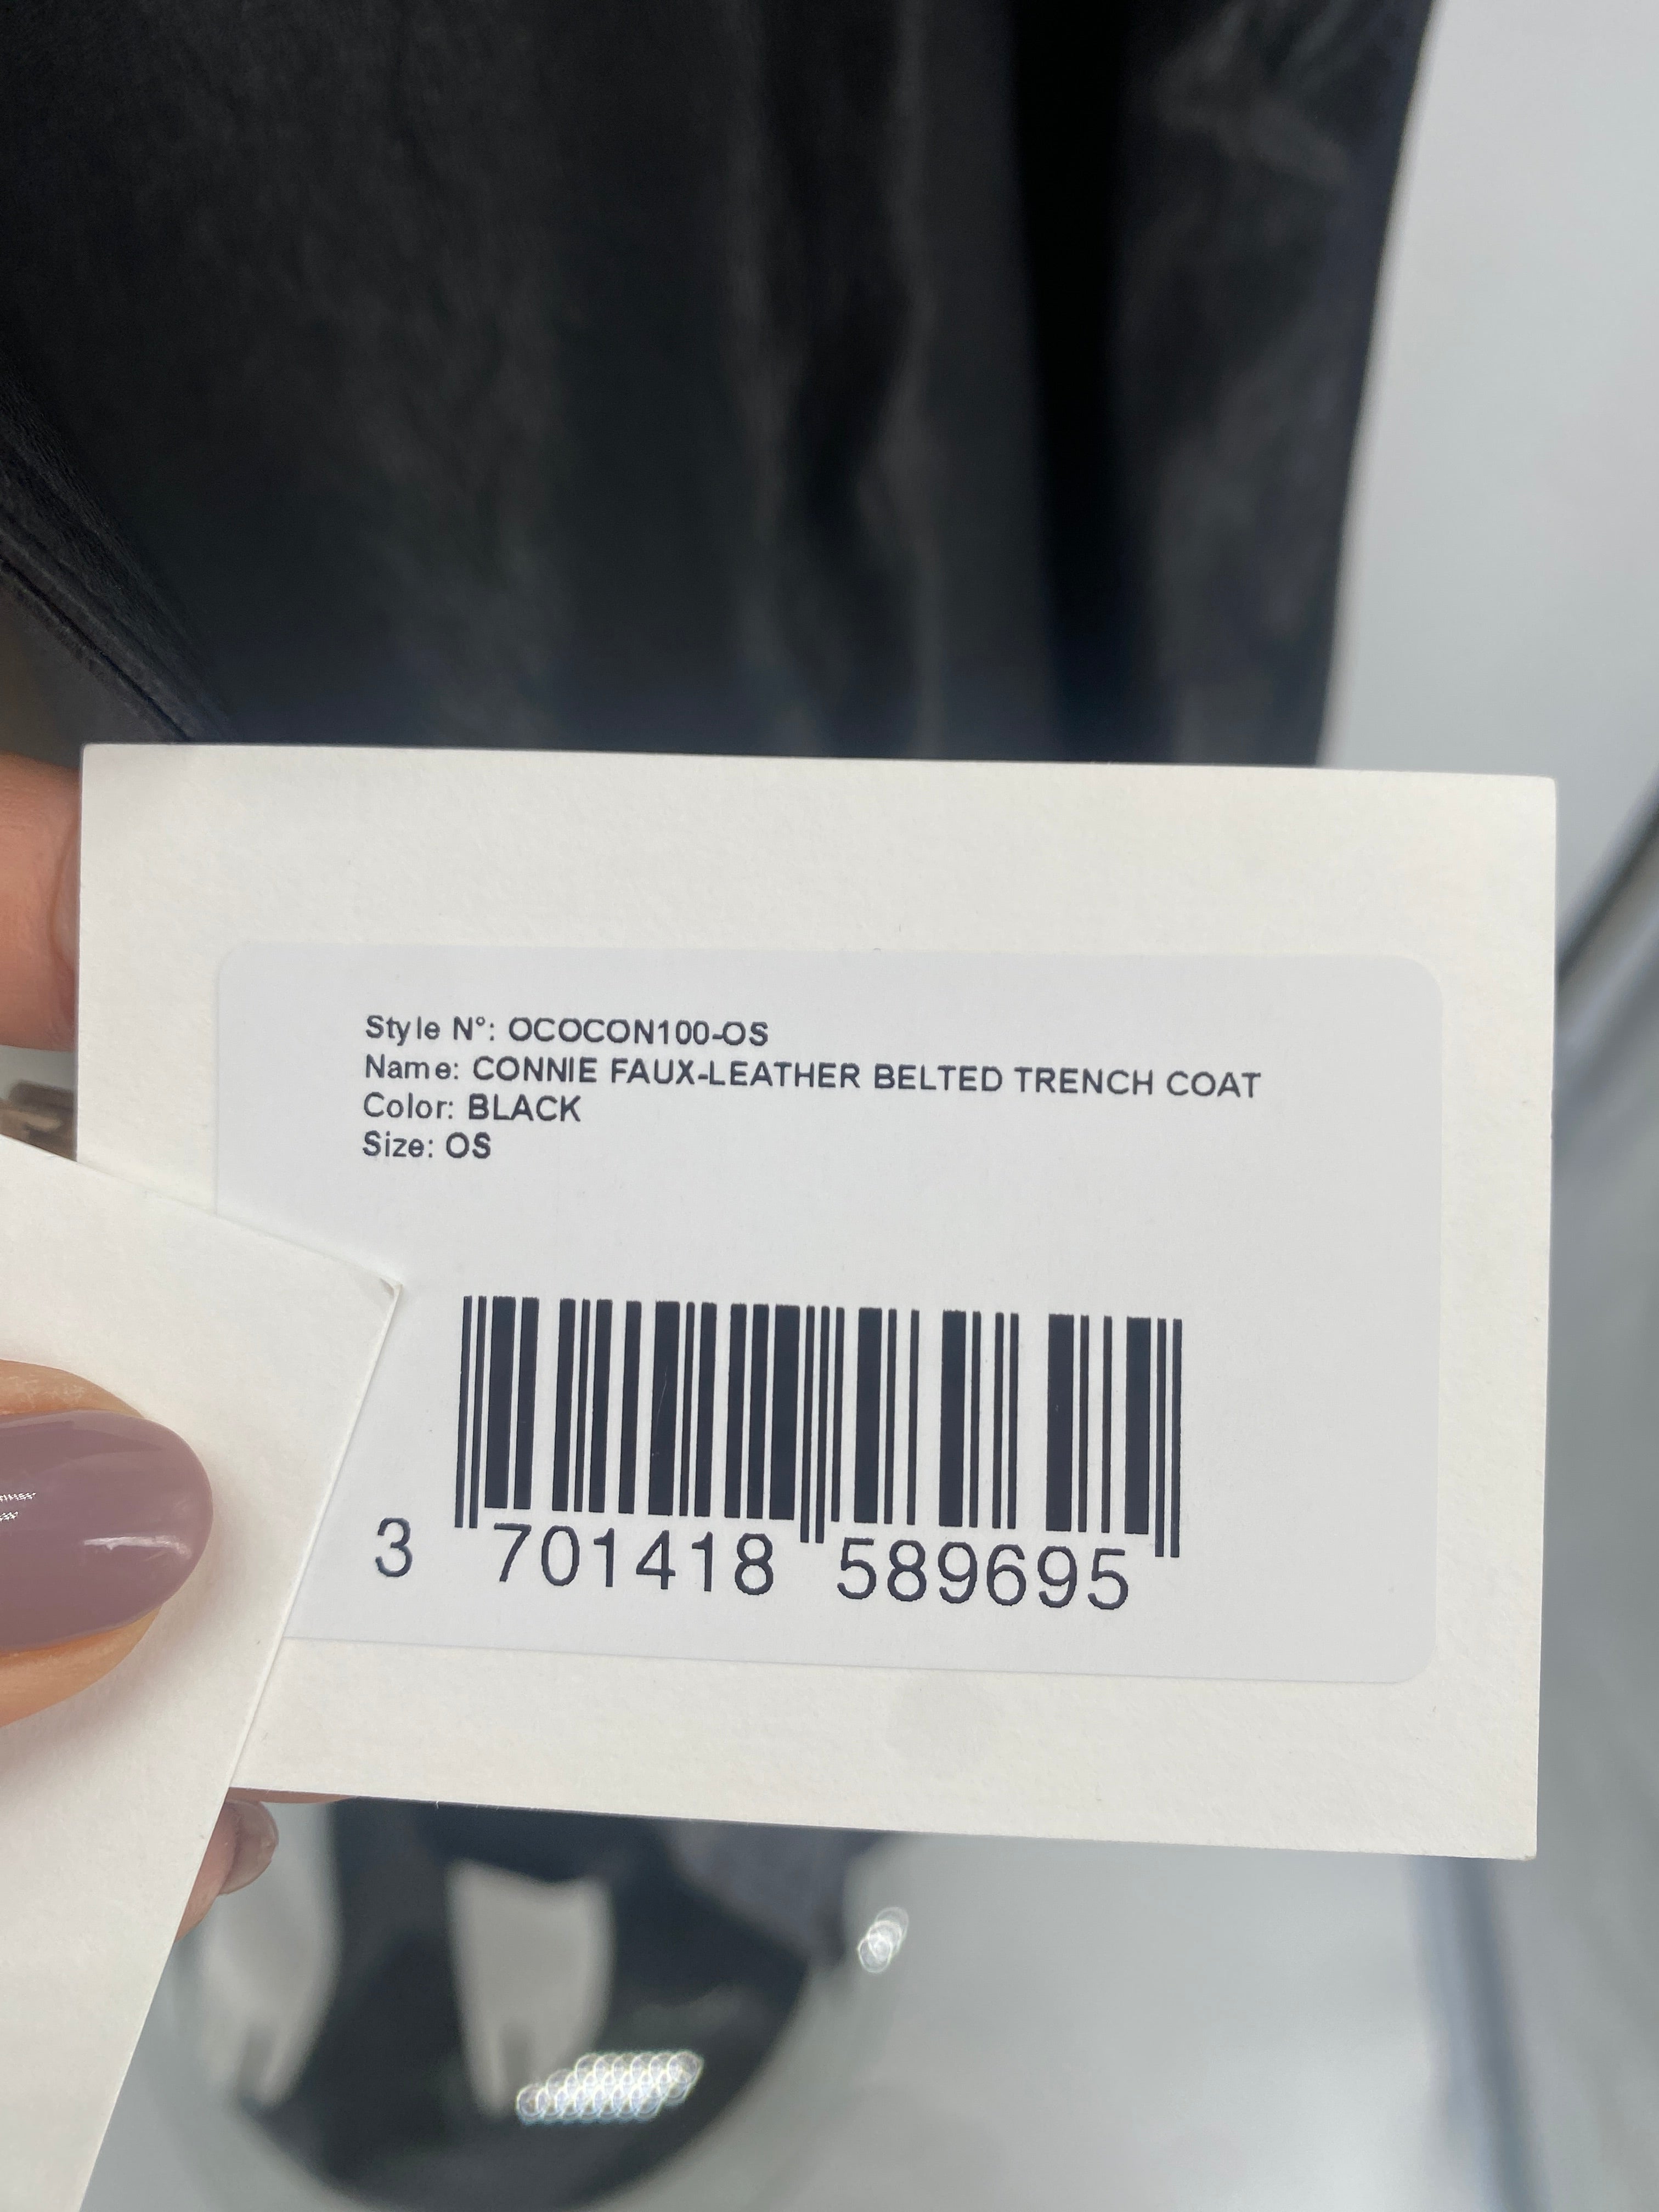 Style N°: OCOCON100-OS
Name: CONNIE FAUX-LEATHER BELTED TRENCH COAT
Color: BLACK
Size: OS
3 701418 589695